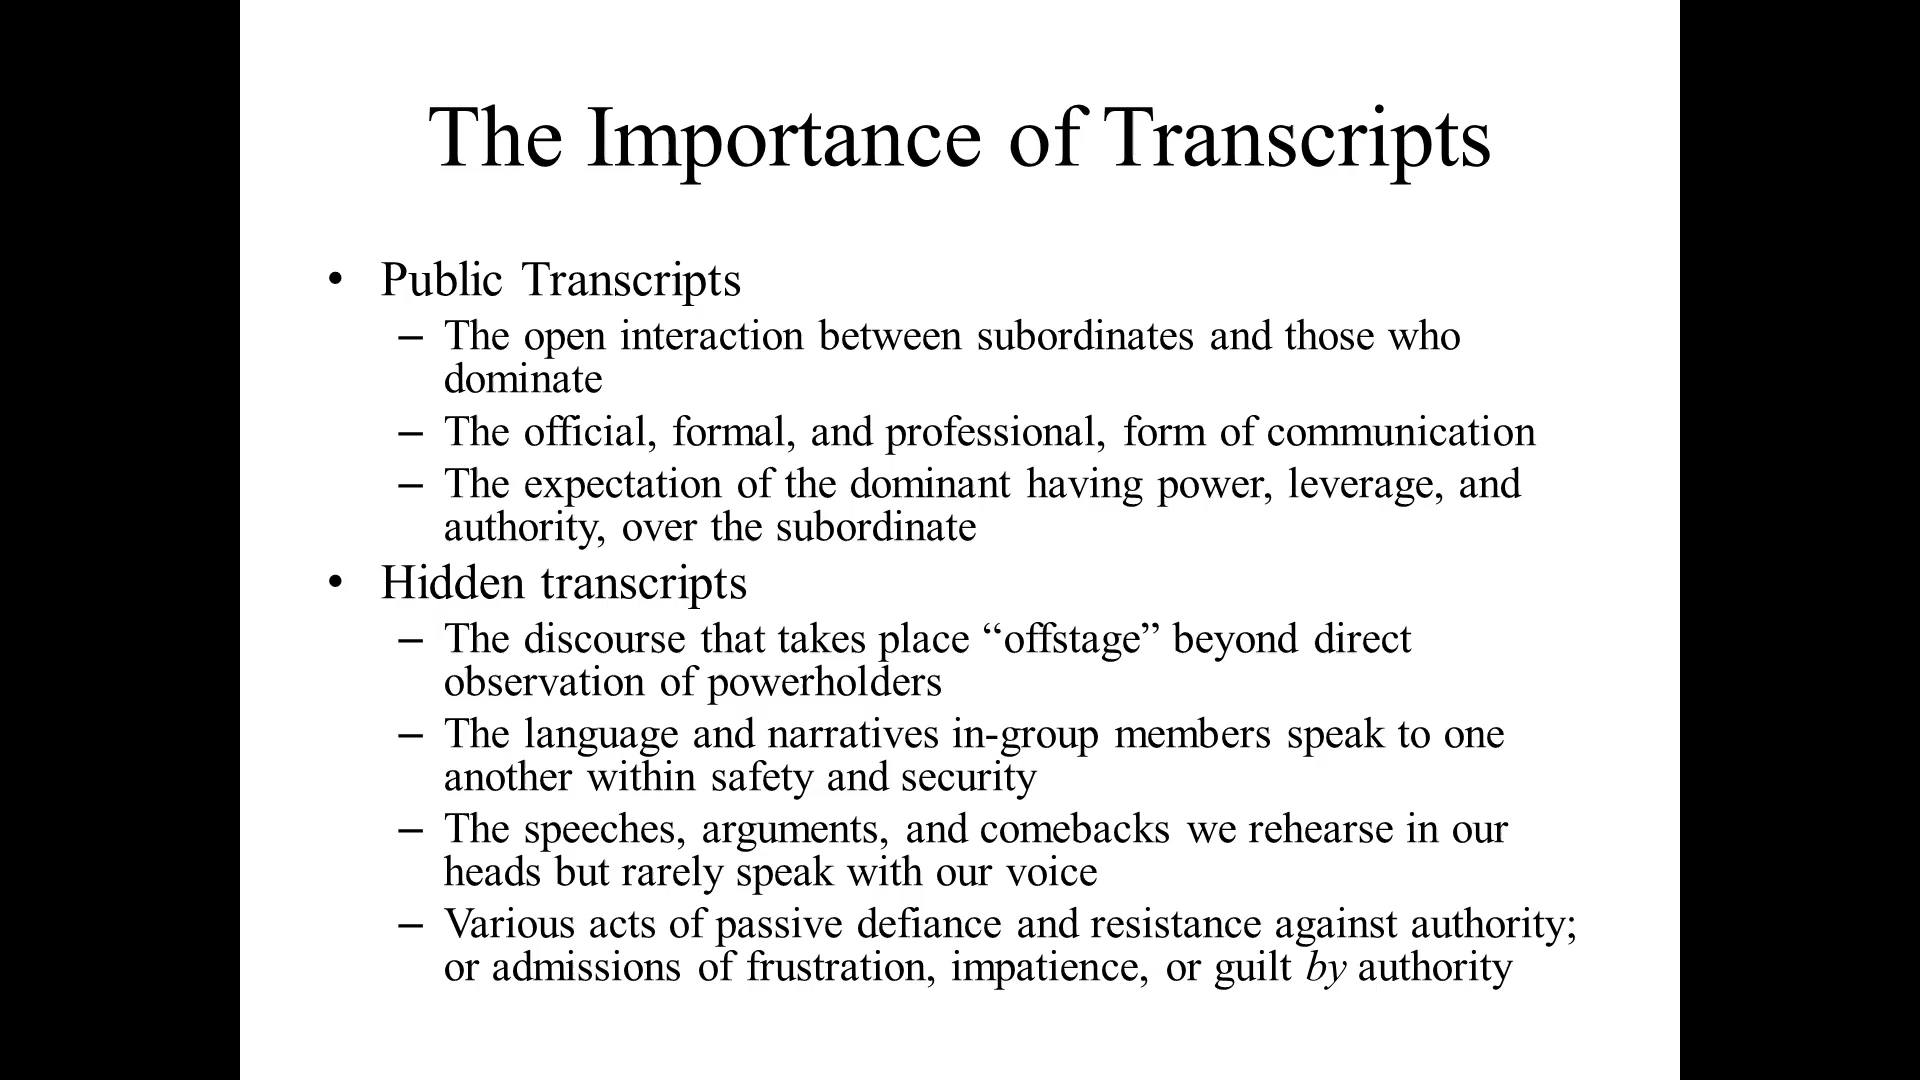 The Importance of Transcripts
• Public Transcripts
– The open interaction between subordinates and those who
dominate
– The official, formal, and professional, form of communication
– The expectation of the dominant having power, leverage, and
authority, over the subordinate
• Hidden transcripts
– The discourse that takes place “offstage” beyond direct
observation of powerholders
– The language and narratives in-group members speak to one
another within safety and security
– The speeches, arguments, and comebacks we rehearse in our
heads but rarely speak with our voice
– Various acts of passive defiance and resistance against authority;
or admissions of frustration, impatience, or guilt by authority